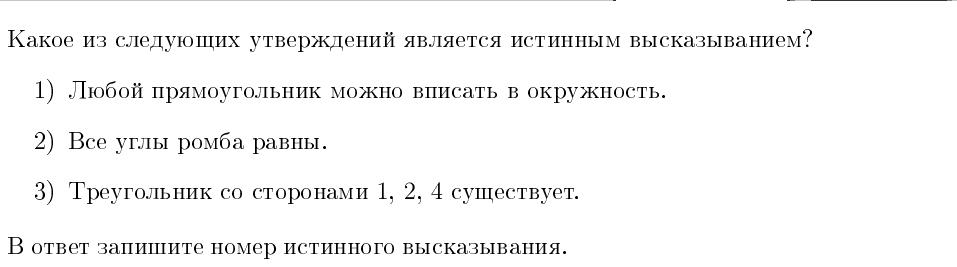 Какое из следующих утверждений является истинным высказыванием?
1) Любой прямоугольник можно вписать в окружность.
2) Все углы ромба равны.
3) Треугольник со сторонами 1, 2, 4 существует.
В ответ запишите номер истинного высказывания.